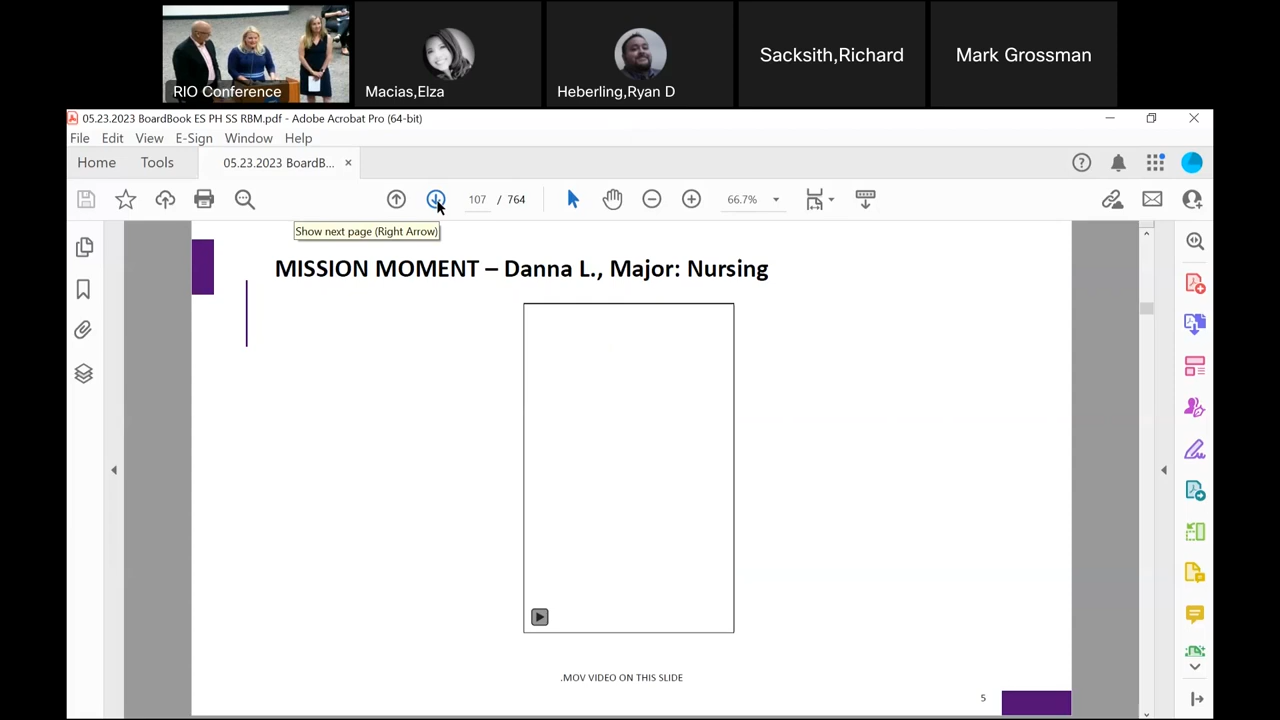 RIO Conference
Macias,Elza
Heberling,Ryan D
Sacksith,Richard
Mark Grossman
05.23.2023 BoardBook ES PH SS RBM.pdf - Adobe Acrobat Pro (64-bit)
File Edit View E-Sign Window Help
Home Tools 05.23.2023 BoardB... ×
107 / 764 66.7%
Show next page (Right Arrow)
MISSION MOMENT – Danna L., Major: Nursing
.MOV VIDEO ON THIS SLIDE
5